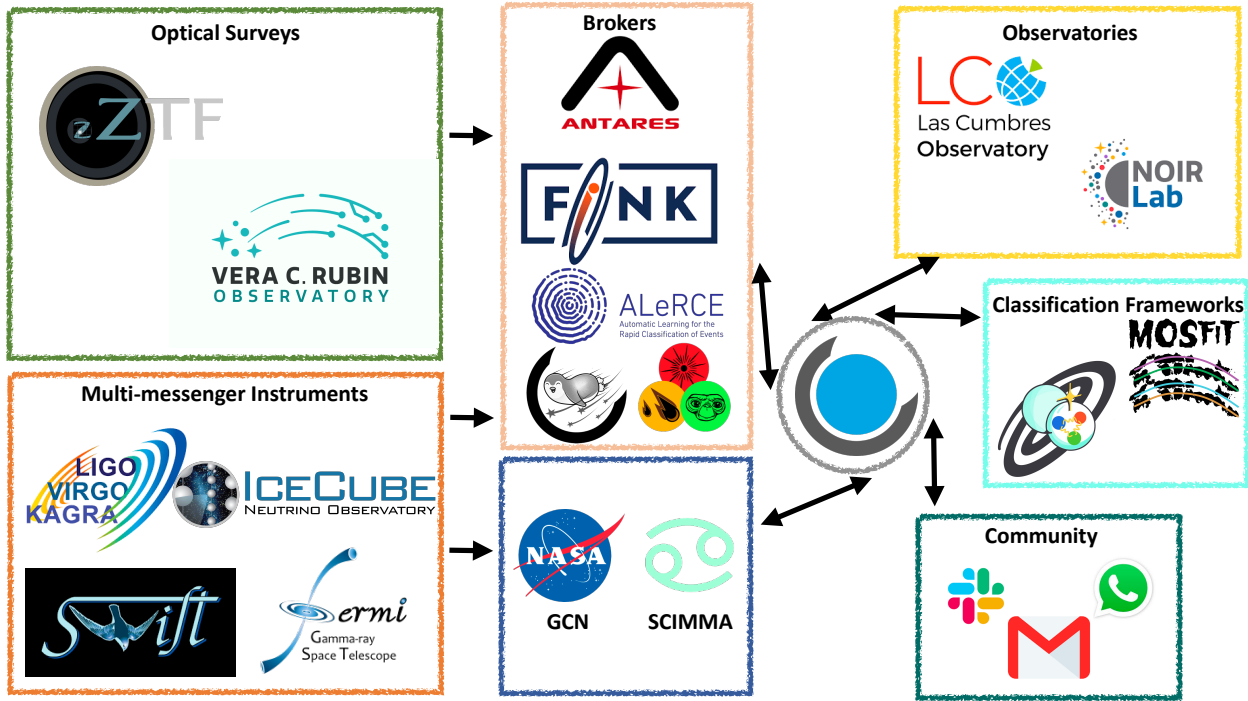 Optical Surveys
z
Z
ZTF
VERA C. RUBIN
OBSERVATORY
Multi-messenger Instruments
LIGO
VIRGO
KAGRA
ICECUBE
NEUTRINO OBSERVATORY
Swift
Fermi
Gamma-ray
Space Telescope
Brokers
ANTARES
FiNK
ALeRCE
Automatic Learning for the
Rapid Classification of Events
NASA
GCN
SCIMMA
Observatories
LCO
Las Cumbres
Observatory
NOIR
Lab
Classification Frameworks
MOSFiT
Community